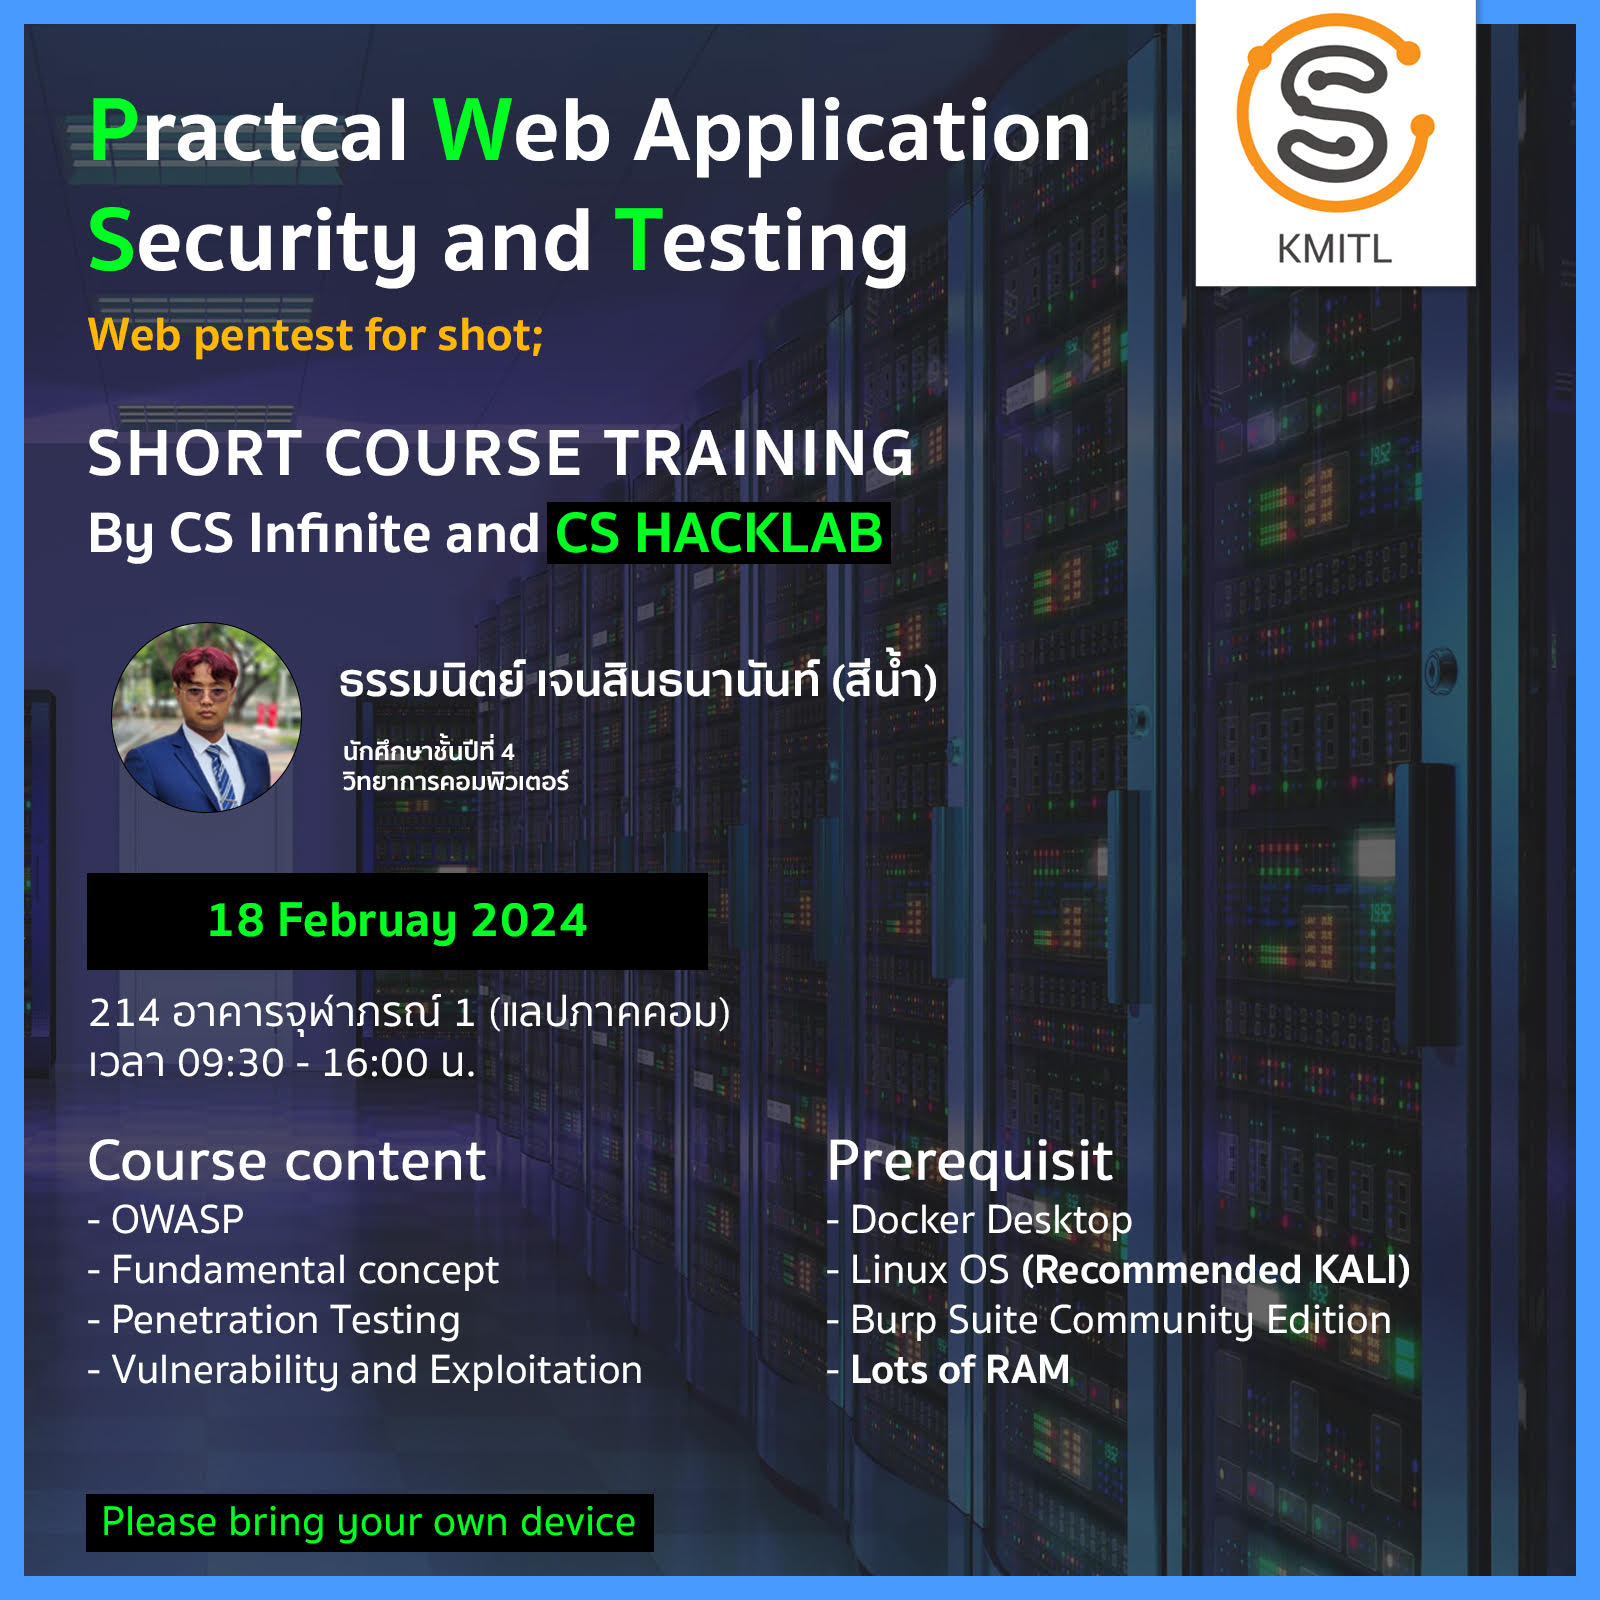 KMITL
Practcal Web Application
Security and Testing
Web pentest for shot;
SHORT COURSE TRAINING
By CS Infinite and CS HACKLAB
ธรรมนิตย์ เจนสินธนานันท์ (สีน้ำ)
นักศึกษาชั้นปีที่ 4
วิทยาการคอมพิวเตอร์
18 Februay 2024
214 อาคารจุฬาภรณ์ 1 (แลปภาคคอม)
เวลา 09:30 - 16:00 น.
Course content
- OWASP
- Fundamental concept
- Penetration Testing
- Vulnerability and Exploitation
Prerequisit
- Docker Desktop
- Linux OS (Recommended KALI)
- Burp Suite Community Edition
- Lots of RAM
Please bring your own device